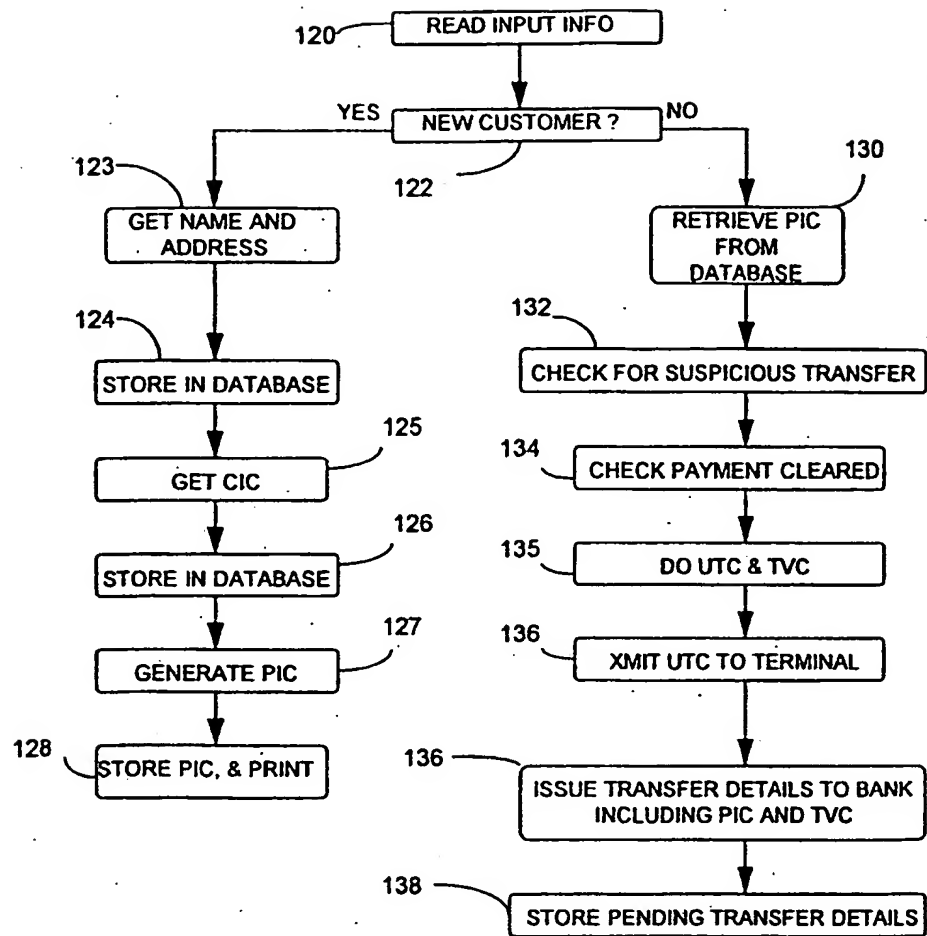 120
READ INPUT INFO
YES
NO
NEW CUSTOMER ?
122
123
GET NAME AND
ADDRESS
124
STORE IN DATABASE
125
GET CIC
126
STORE IN DATABASE
127
GENERATE PIC
128
STORE PIC, & PRINT
130
RETRIEVE PIC
FROM
DATABASE
132
CHECK FOR SUSPICIOUS TRANSFER
134
CHECK PAYMENT CLEARED
135
DO UTC & TVC
136
XMIT UTC TO TERMINAL
136
ISSUE TRANSFER DETAILS TO BANK
INCLUDING PIC AND TVC
138
STORE PENDING TRANSFER DETAILS